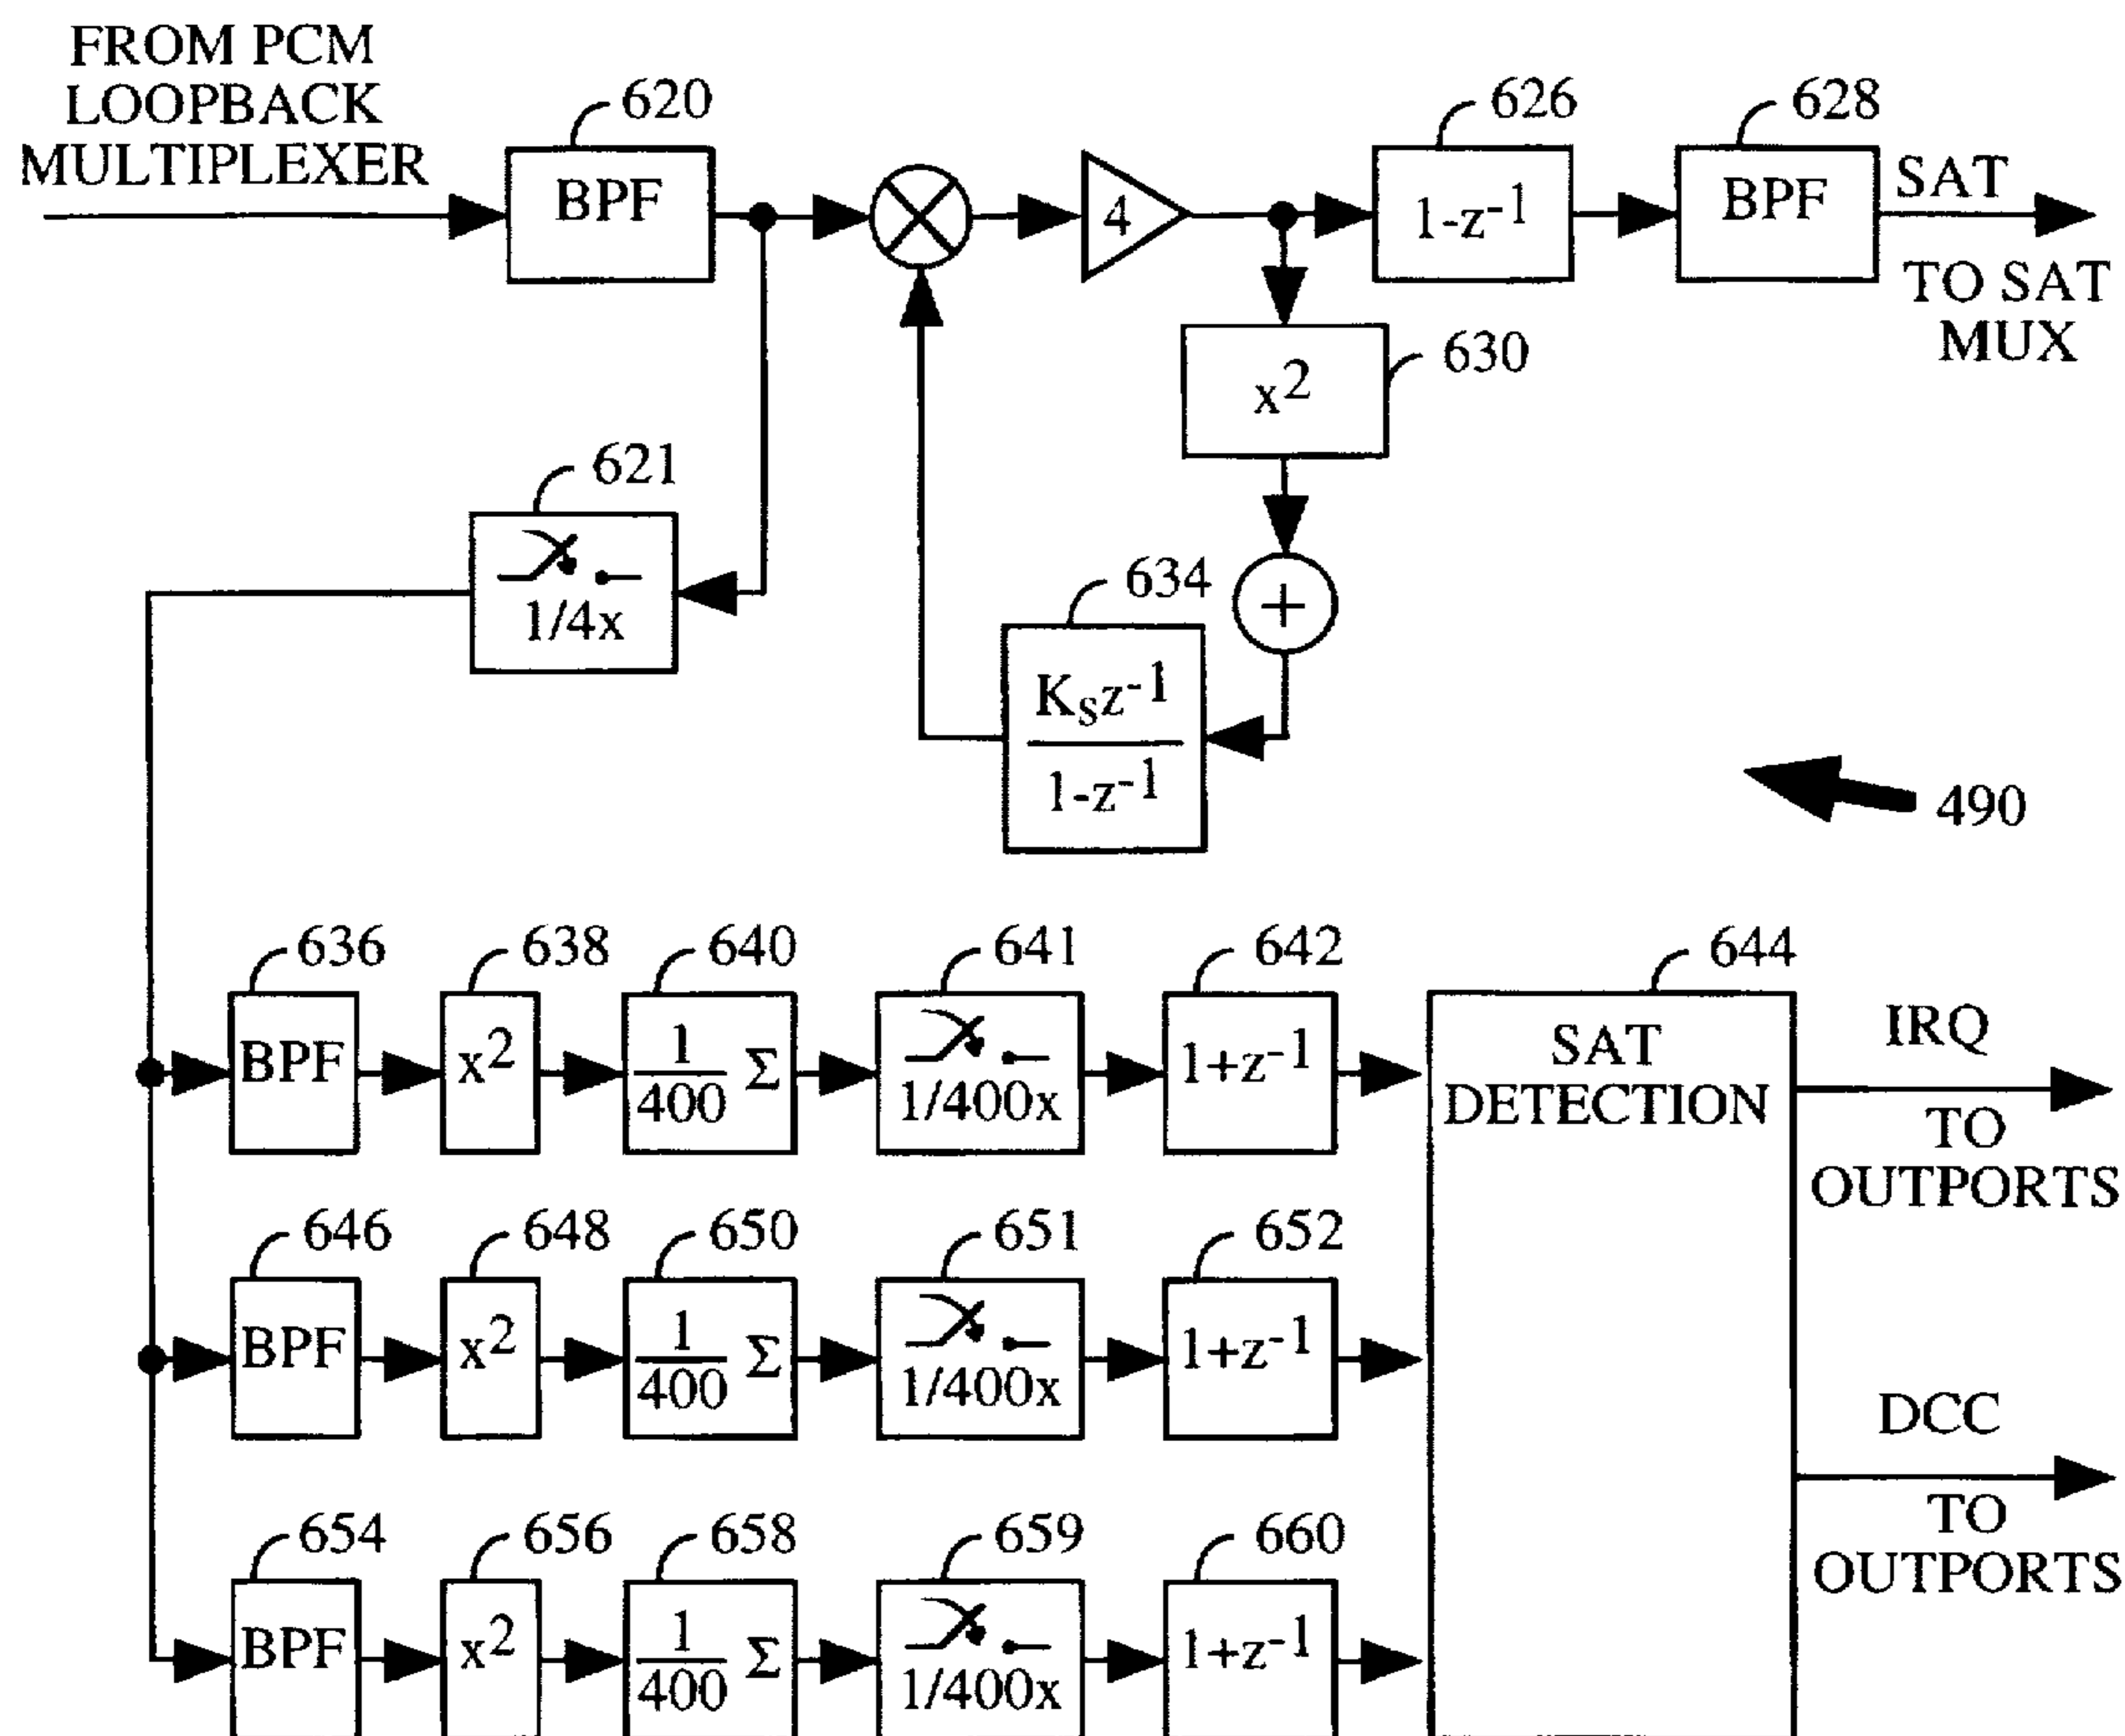 FROM PCM
LOOPBACK
MULTIPLEXER
620
BPF
4
626
1-z⁻¹
628
BPF
SAT
TO SAT
MUX
630
x²
621
1/4x
+
634
Kₛz⁻¹
1-z⁻¹
490
636
BPF
638
x²
640
1
400
Σ
641
1/400x
642
1+z⁻¹
644
SAT
DETECTION
IRQ
TO
OUTPORTS
646
BPF
648
x²
650
1
400
Σ
651
1/400x
652
1+z⁻¹
DCC
TO
OUTPORTS
654
BPF
656
x²
658
1
400
Σ
659
1/400x
660
1+z⁻¹